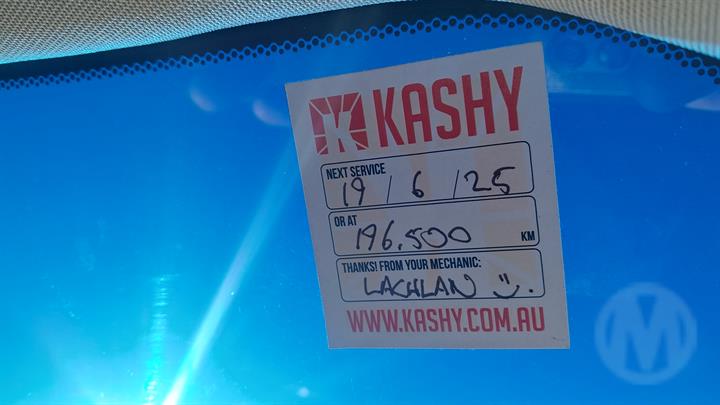 K KASHY
NEXT SERVICE
19 / 6 / 25
OR AT
196,500 KM
THANKS! FROM YOUR MECHANIC:
LACHLAN
WWW.KASHY.COM.AU
M